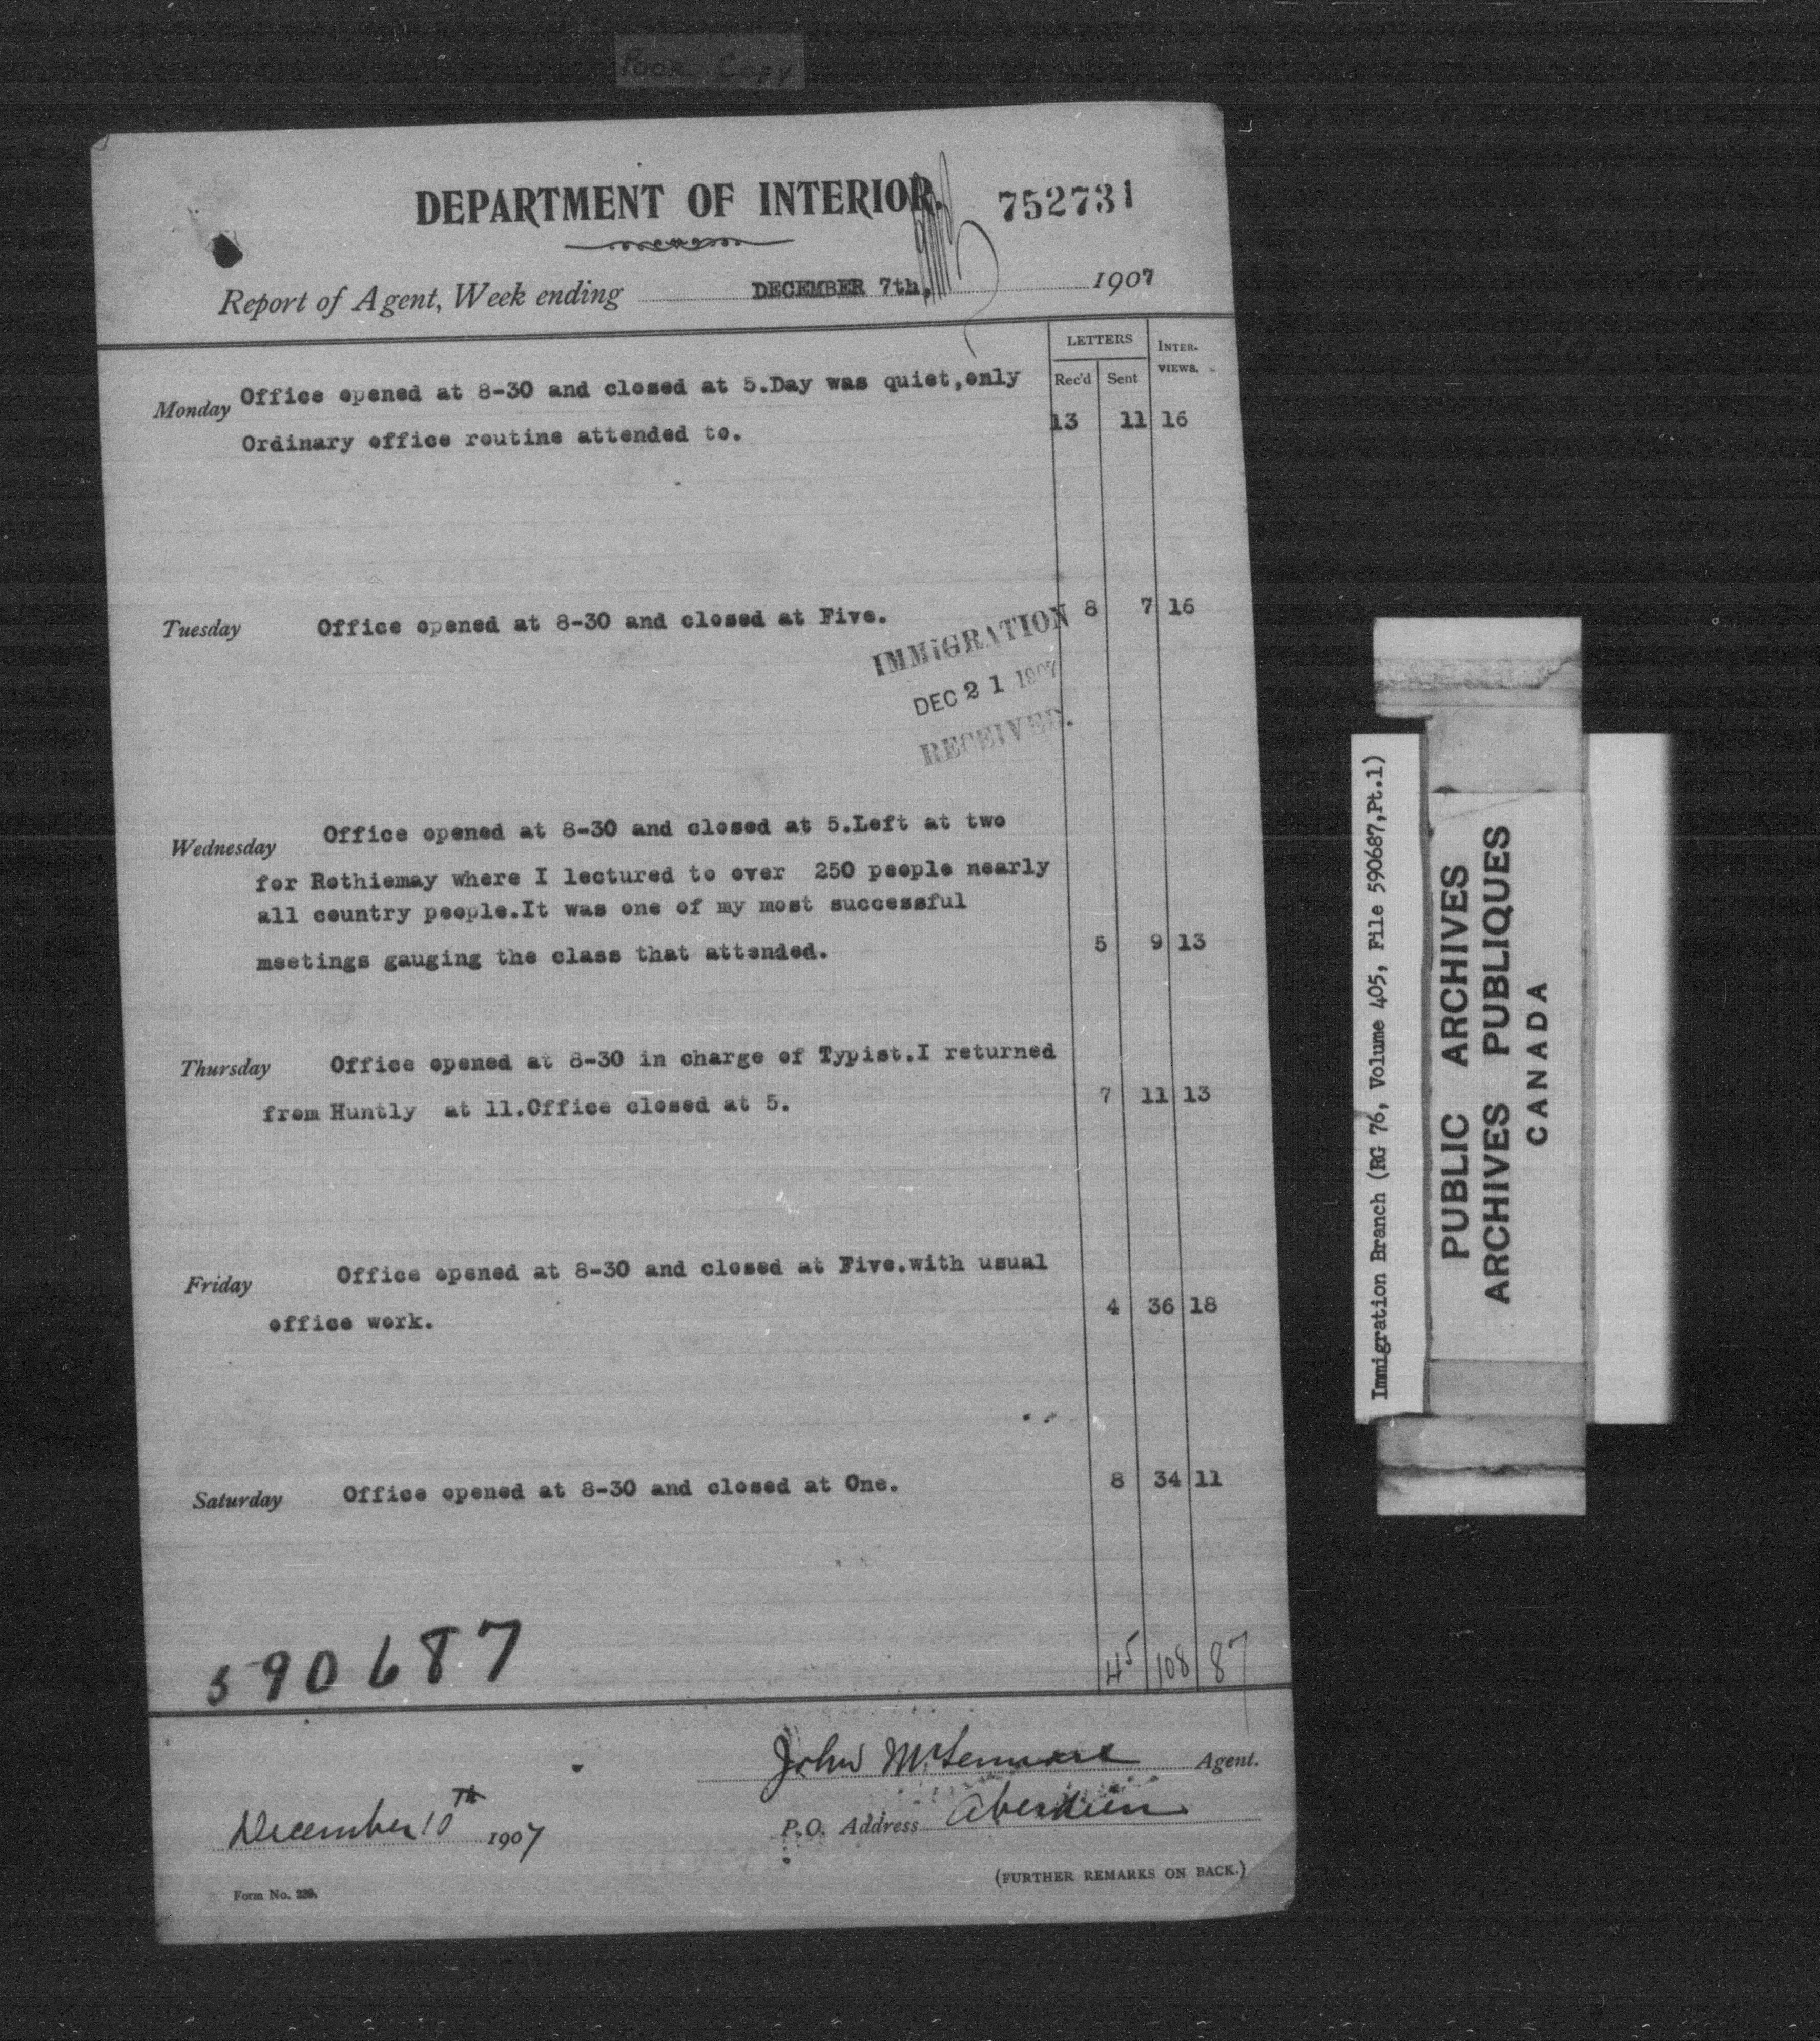 POOR COPY
DEPARTMENT OF INTERIOR.
752731
Report of Agent, Week ending DECEMBER 7th, 1907
LETTERS
INTER-
VIEWS.
Rec'd Sent
Monday Office opened at 8-30 and closed at 5.Day was quiet,only
Ordinary office routine attended to. 13 11 16
Tuesday Office opened at 8-30 and closed at Five. 8 7 16
IMMIGRATION
DEC 21 1907
RECEIVED.
Wednesday Office opened at 8-30 and closed at 5.Left at two
for Rothiemay where I lectured to over 250 people nearly
all country people.It was one of my most successful
meetings gauging the class that attended. 5 9 13
Thursday Office opened at 8-30 in charge of Typist.I returned
from Huntly at 11.Office closed at 5. 7 11 13
Friday Office opened at 8-30 and closed at Five.with usual
office work. 4 36 18
Saturday Office opened at 8-30 and closed at One. 8 34 11
590687
45 108 87
John McLennan Agent.
December 10th 1907
P.O. Address Aberdeen
(FURTHER REMARKS ON BACK.)
Form No. 239.
Immigration Branch (RG 76, Volume 405, File 590687,Pt.1)
PUBLIC ARCHIVES
ARCHIVES PUBLIQUES
CANADA